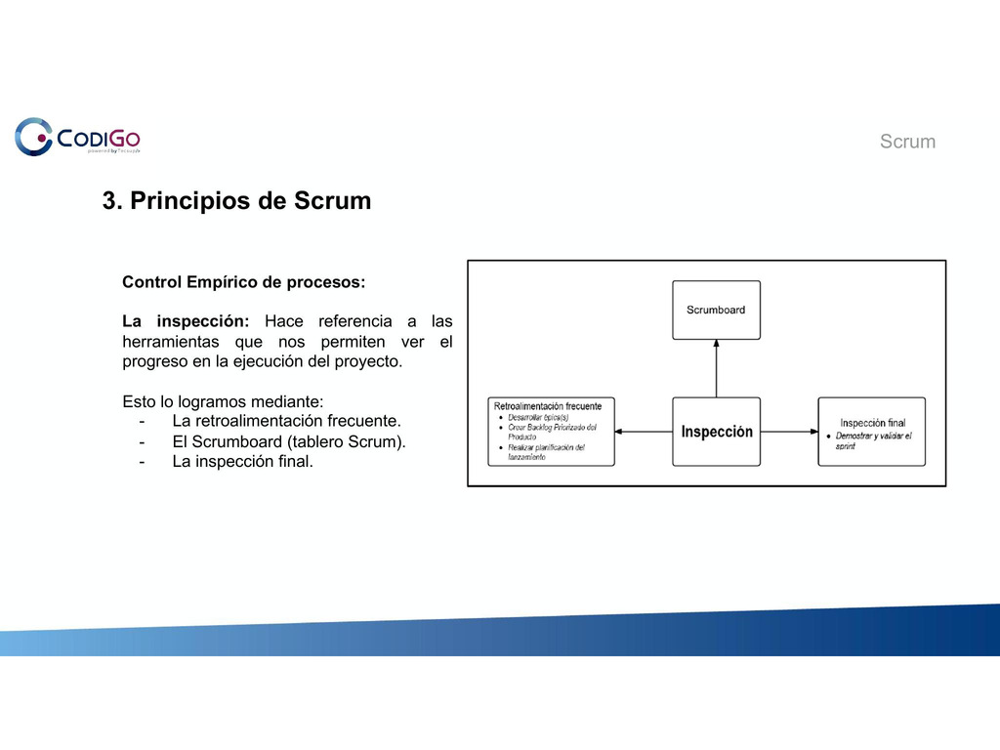 CODIGO
powered by Tecsup
Scrum
3. Principios de Scrum
Control Empírico de procesos:
La inspección: Hace referencia a las
herramientas que nos permiten ver el
progreso en la ejecución del proyecto.
Esto lo logramos mediante:
- La retroalimentación frecuente.
- El Scrumboard (tablero Scrum).
- La inspección final.
Scrumboard
Retroalimentación frecuente
• Desarrollar épica(s)
• Crear Backlog Priorizado del
Producto
• Realizar planificación del
lanzamiento
Inspección
Inspección final
• Demostrar y validar el
sprint